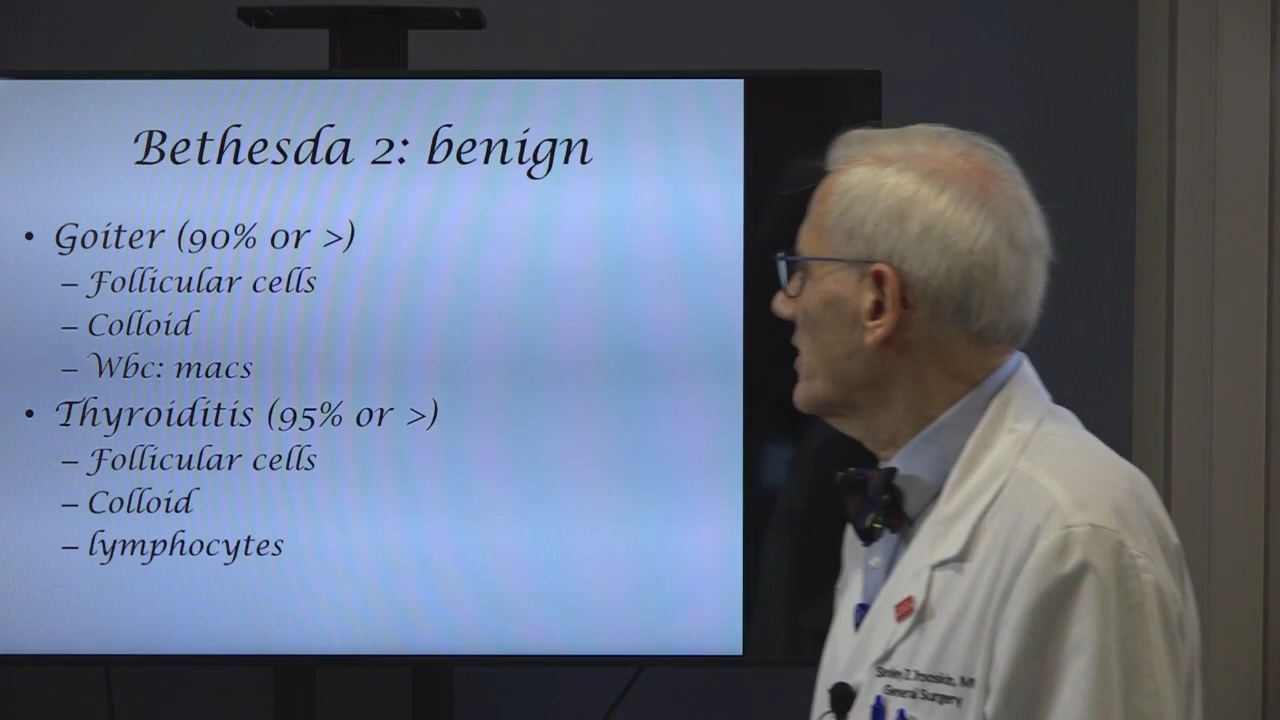 Bethesda 2: benign
• Goiter (90% or >)
– Follicular cells
– Colloid
– Wbc: macs
• Thyroiditis (95% or >)
– Follicular cells
– Colloid
– lymphocytes
General Surgery